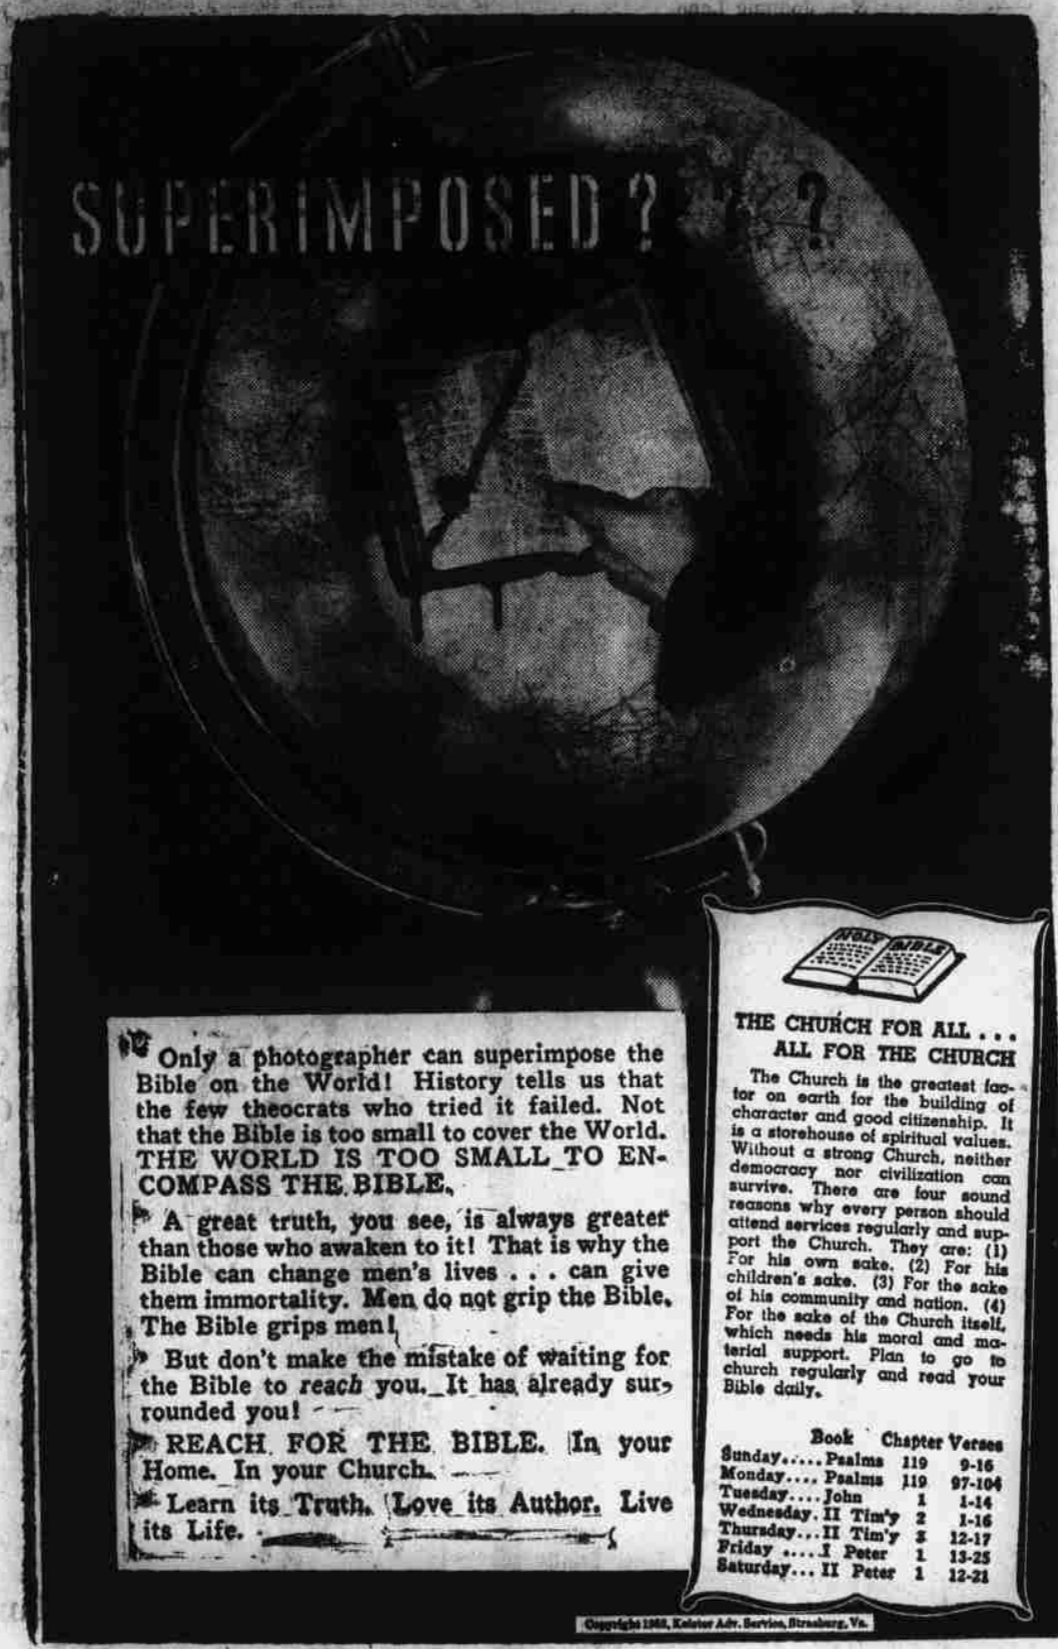 SUPERIMPOSED? ? ?
Only a photographer can superimpose the
Bible on the World! History tells us that
the few theocrats who tried it failed. Not
that the Bible is too small to cover the World.
THE WORLD IS TOO SMALL TO EN-
COMPASS THE BIBLE.
A great truth, you see, is always greater
than those who awaken to it! That is why the
Bible can change men's lives . . . can give
them immortality. Men do not grip the Bible.
The Bible grips men!
But don't make the mistake of waiting for
the Bible to reach you. It has already sur-
rounded you!
REACH FOR THE BIBLE. In your
Home. In your Church.
Learn its Truth. Love its Author. Live
its Life.
HOLY BIBLE
THE CHURCH FOR ALL . . .
ALL FOR THE CHURCH
The Church is the greatest fac-
tor on earth for the building of
character and good citizenship. It
is a storehouse of spiritual values.
Without a strong Church, neither
democracy nor civilization can
survive. There are four sound
reasons why every person should
attend services regularly and sup-
port the Church. They are: (1)
For his own sake. (2) For his
children's sake. (3) For the sake
of his community and nation. (4)
For the sake of the Church itself,
which needs his moral and ma-
terial support. Plan to go to
church regularly and read your
Bible daily.
Book Chapter Verses
Sunday..... Psalms 119 9-16
Monday.... Psalms 119 97-104
Tuesday.... John 1 1-14
Wednesday. II Tim'y 2 1-16
Thursday... II Tim'y 3 12-17
Friday ..... I Peter 1 13-25
Saturday... II Peter 1 12-21
Copyright Keister Adv. Service, Strasburg, Va.